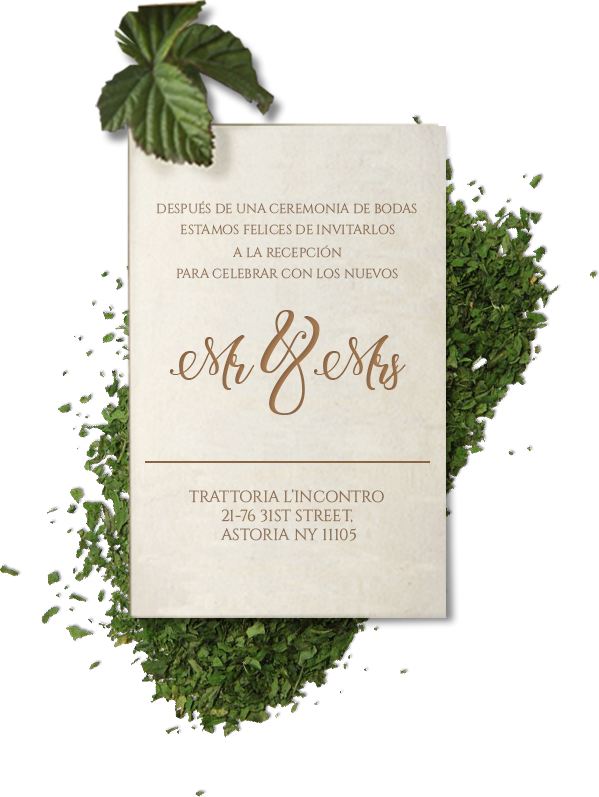 DESPUÉS DE UNA CEREMONIA DE BODAS
ESTAMOS FELICES DE INVITARLOS
A LA RECEPCIÓN
PARA CELEBRAR CON LOS NUEVOS
Mr & Mrs
TRATTORIA L'INCONTRO
21-76 31ST STREET,
ASTORIA NY 11105